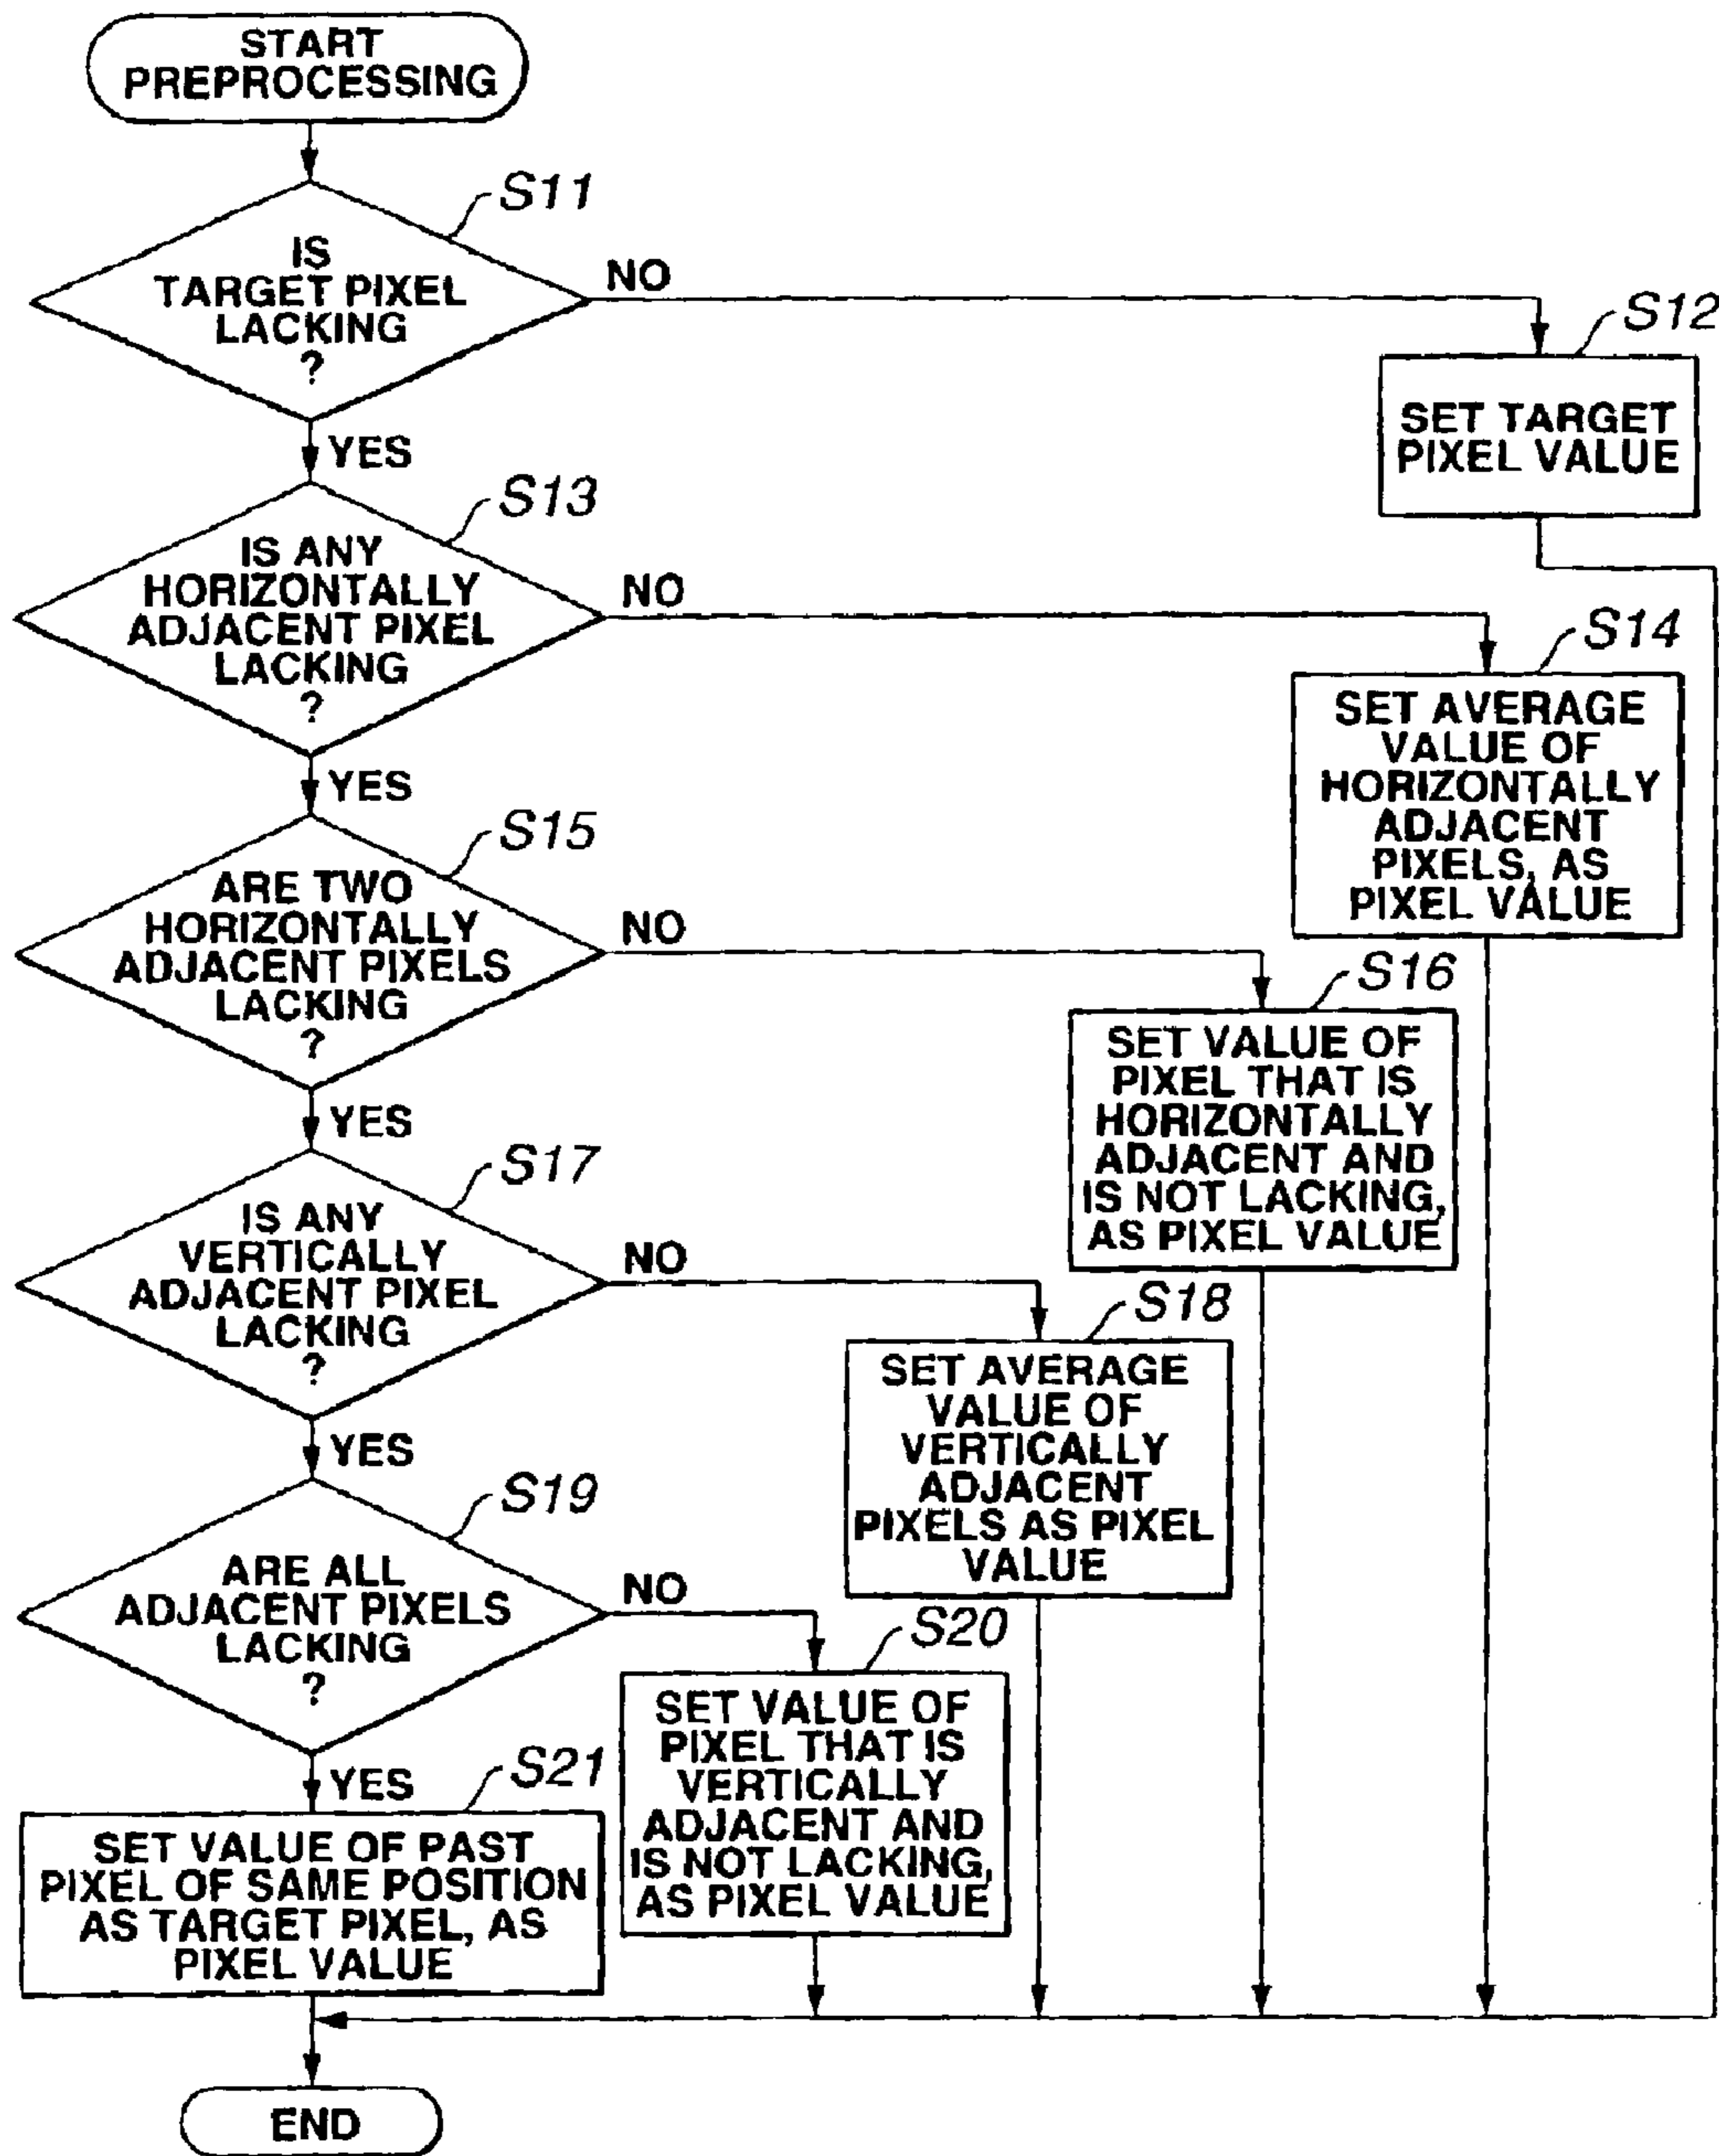 START
PREPROCESSING
S11
IS
TARGET PIXEL
LACKING
?
NO
S12
SET TARGET
PIXEL VALUE
YES
S13
IS ANY
HORIZONTALLY
ADJACENT PIXEL
LACKING
?
NO
S14
SET AVERAGE
VALUE OF
HORIZONTALLY
ADJACENT
PIXELS, AS
PIXEL VALUE
YES
S15
ARE TWO
HORIZONTALLY
ADJACENT PIXELS
LACKING
?
NO
S16
SET VALUE OF
PIXEL THAT IS
HORIZONTALLY
ADJACENT AND
IS NOT LACKING,
AS PIXEL VALUE
YES
S17
IS ANY
VERTICALLY
ADJACENT PIXEL
LACKING
?
NO
S18
SET AVERAGE
VALUE OF
VERTICALLY
ADJACENT
PIXELS AS PIXEL
VALUE
YES
S19
ARE ALL
ADJACENT PIXELS
LACKING
?
NO
S20
SET VALUE OF
PIXEL THAT IS
VERTICALLY
ADJACENT AND
IS NOT LACKING,
AS PIXEL VALUE
YES
S21
SET VALUE OF PAST
PIXEL OF SAME POSITION
AS TARGET PIXEL, AS
PIXEL VALUE
END